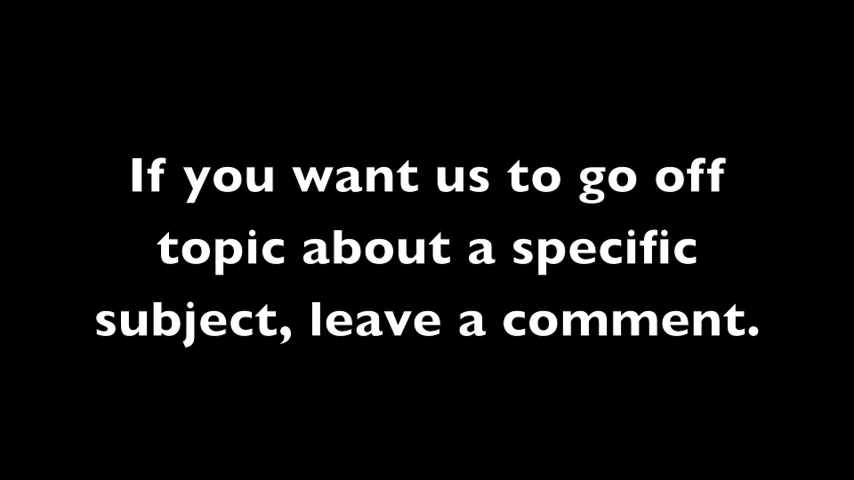 If you want us to go off
topic about a specific
subject, leave a comment.